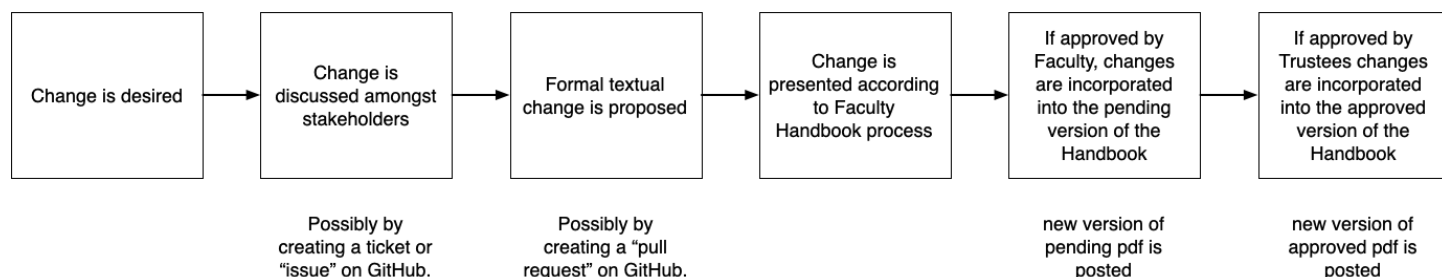 Change is desired
Change is
discussed amongst
stakeholders
Formal textual
change is proposed
Change is
presented according
to Faculty
Handbook process
If approved by
Faculty, changes
are incorporated
into the pending
version of the
Handbook
If approved by
Trustees changes
are incorporated
into the approved
version of the
Handbook
Possibly by
creating a ticket or
“issue” on GitHub.
Possibly by
creating a “pull
request” on GitHub.
new version of
pending pdf is
posted
new version of
approved pdf is
posted